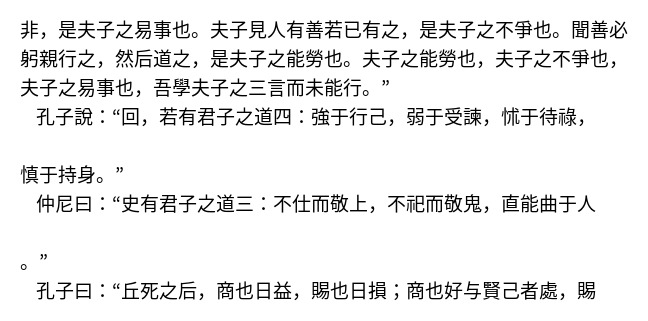 非，是夫子之易事也。夫子見人有善若已有之，是夫子之不爭也。聞善必
躬親行之，然后道之，是夫子之能勞也。夫子之能勞也，夫子之不爭也，
夫子之易事也，吾學夫子之三言而未能行。”
孔子說：“回，若有君子之道四：強于行己，弱于受諫，怵于待祿，
慎于持身。”
仲尼曰：“史有君子之道三：不仕而敬上，不祀而敬鬼，直能曲于人
。”
孔子曰：“丘死之后，商也日益，賜也日損；商也好与賢己者處，賜